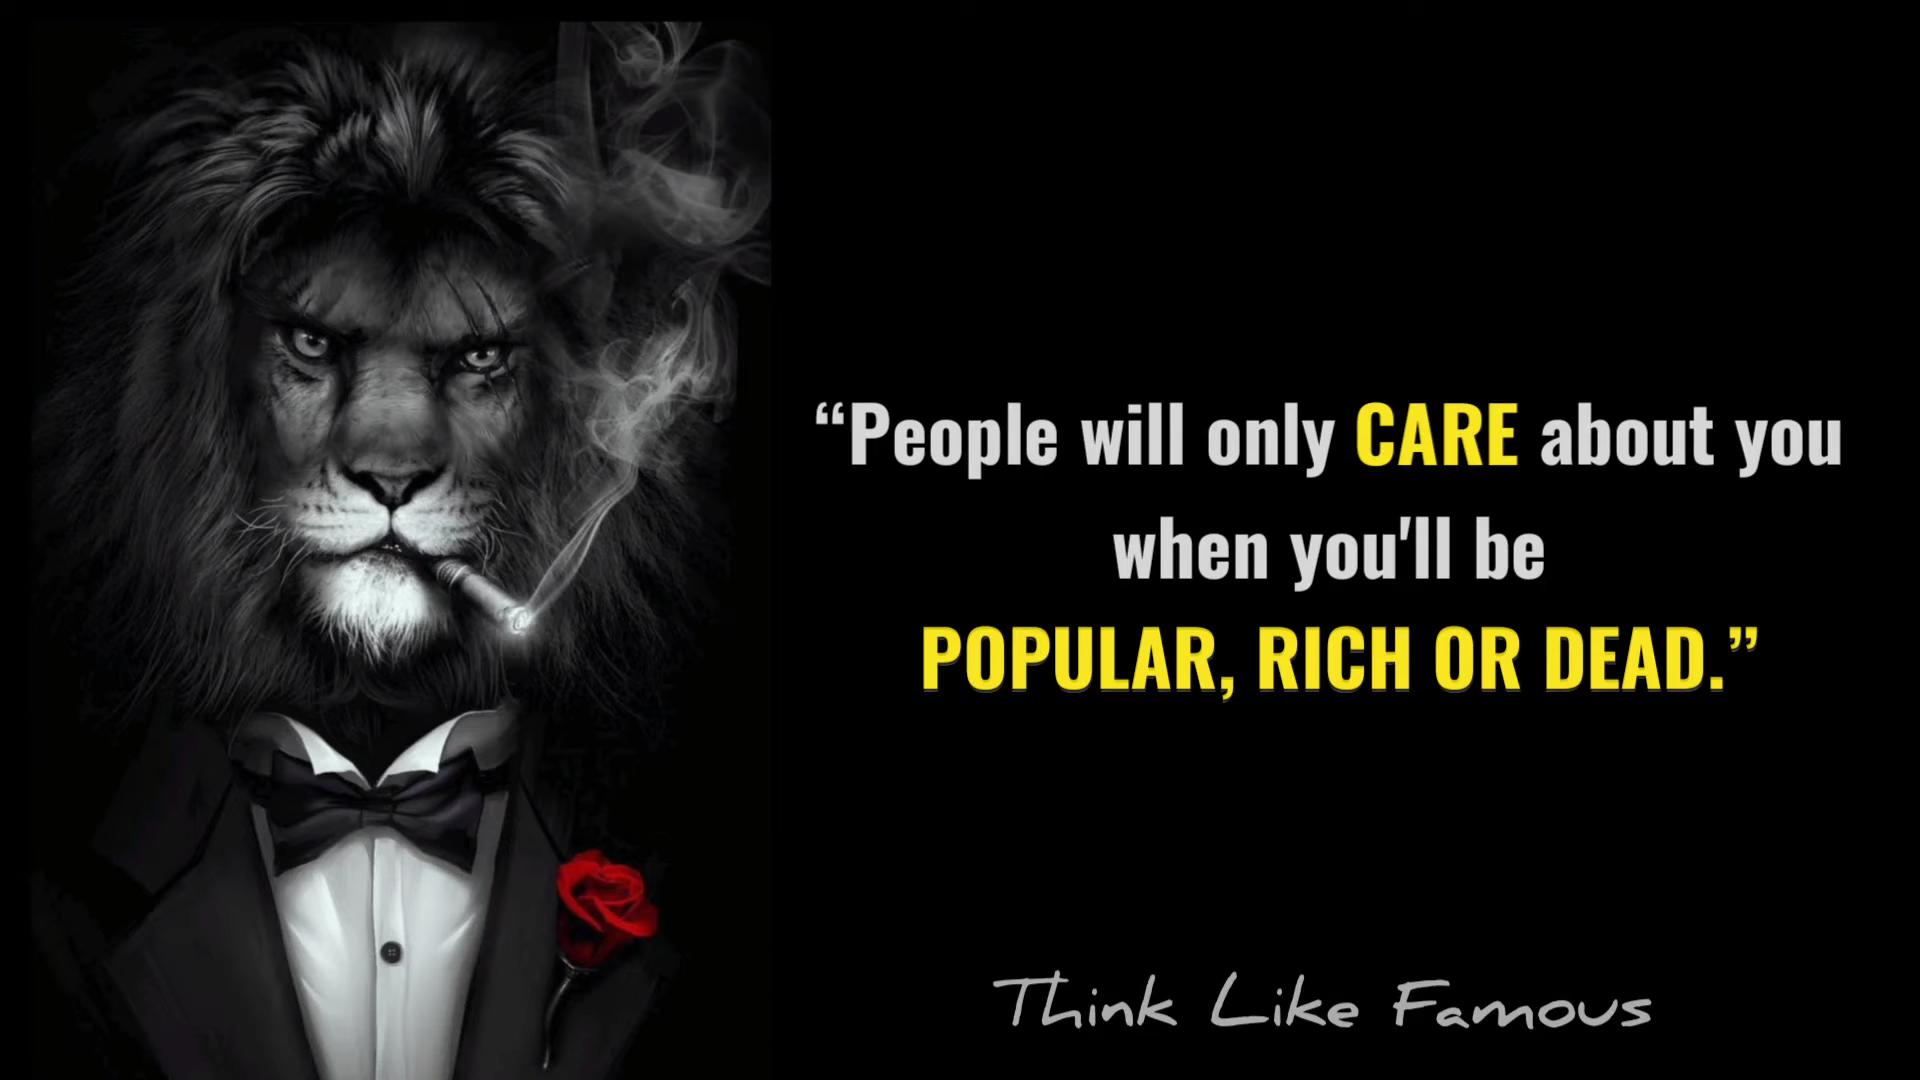 “People will only CARE about you
when you'll be
POPULAR, RICH OR DEAD.”
Think Like Famous